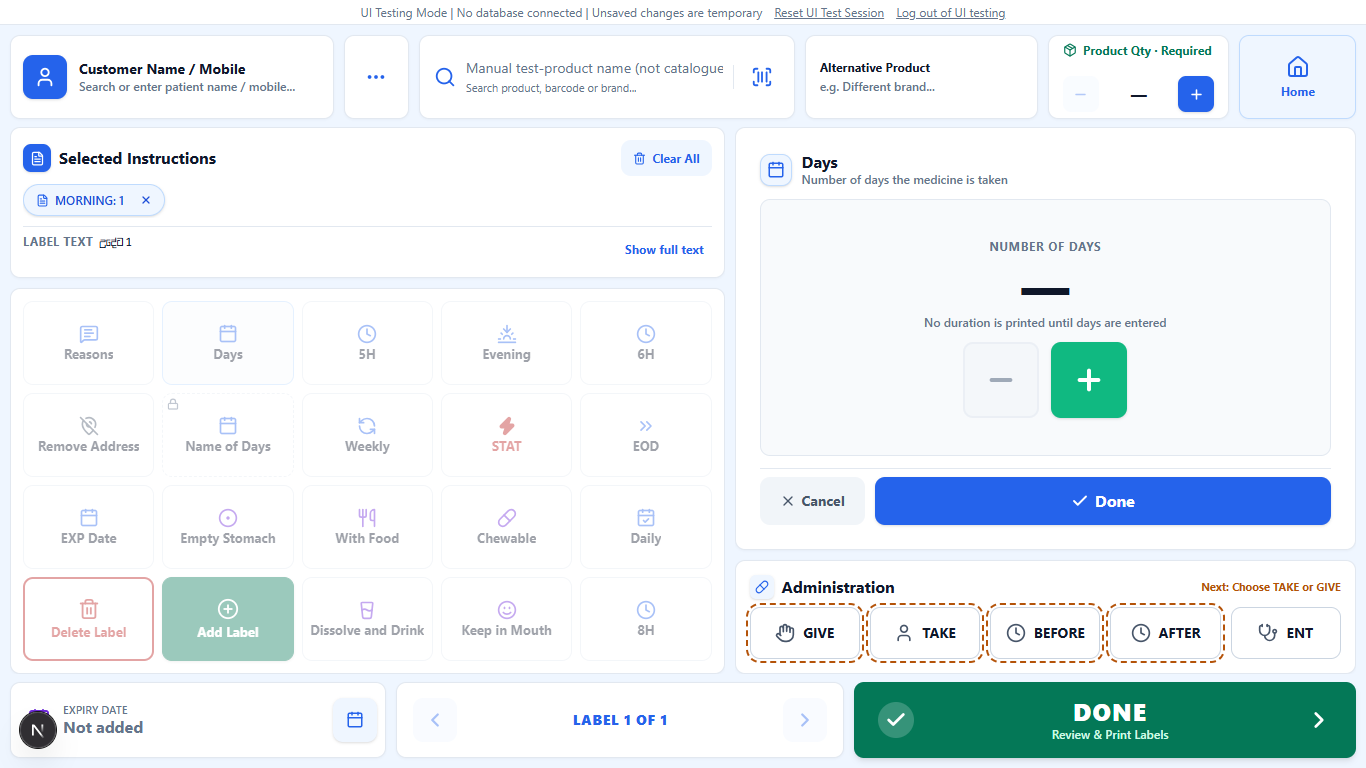 UI Testing Mode | No database connected | Unsaved changes are temporary Reset UI Test Session Log out of UI testing
Customer Name / Mobile
Search or enter patient name / mobile...
Manual test-product name (not catalogue
Search product, barcode or brand...
Alternative Product
e.g. Different brand...
Product Qty · Required
Home
Selected Instructions
Clear All
MORNING: 1
LABEL TEXT
1
Show full text
Reasons
Days
5H
Evening
6H
Remove Address
Name of Days
Weekly
STAT
EOD
EXP Date
Empty Stomach
With Food
Chewable
Daily
Delete Label
Add Label
Dissolve and Drink
Keep in Mouth
8H
Days
Number of days the medicine is taken
NUMBER OF DAYS
—
No duration is printed until days are entered
Cancel
Done
Administration
Next: Choose TAKE or GIVE
GIVE
TAKE
BEFORE
AFTER
ENT
EXPIRY DATE
Not added
N
LABEL 1 OF 1
DONE
Review & Print Labels